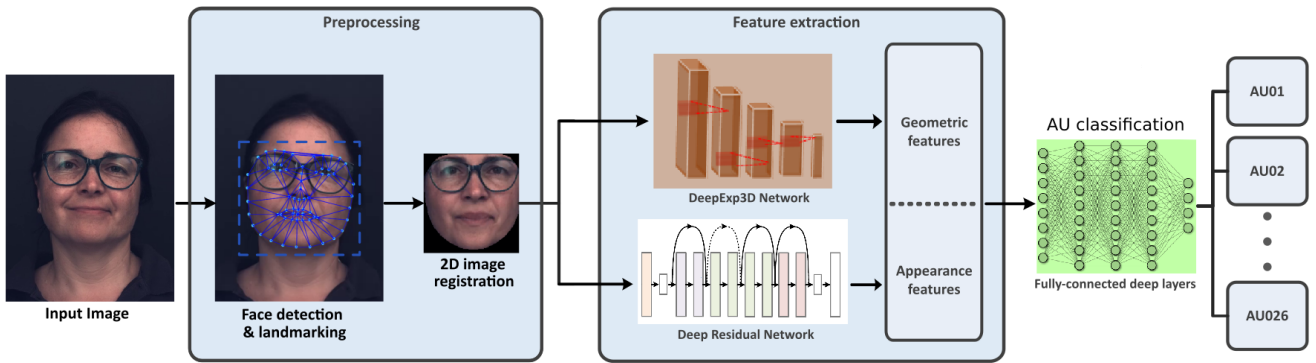 Preprocessing
Feature extraction
Input Image
Face detection
& landmarking
2D image
registration
DeepExp3D Network
Deep Residual Network
Geometric
features
Appearance
features
AU classification
Fully-connected deep layers
AU01
AU02
AU026